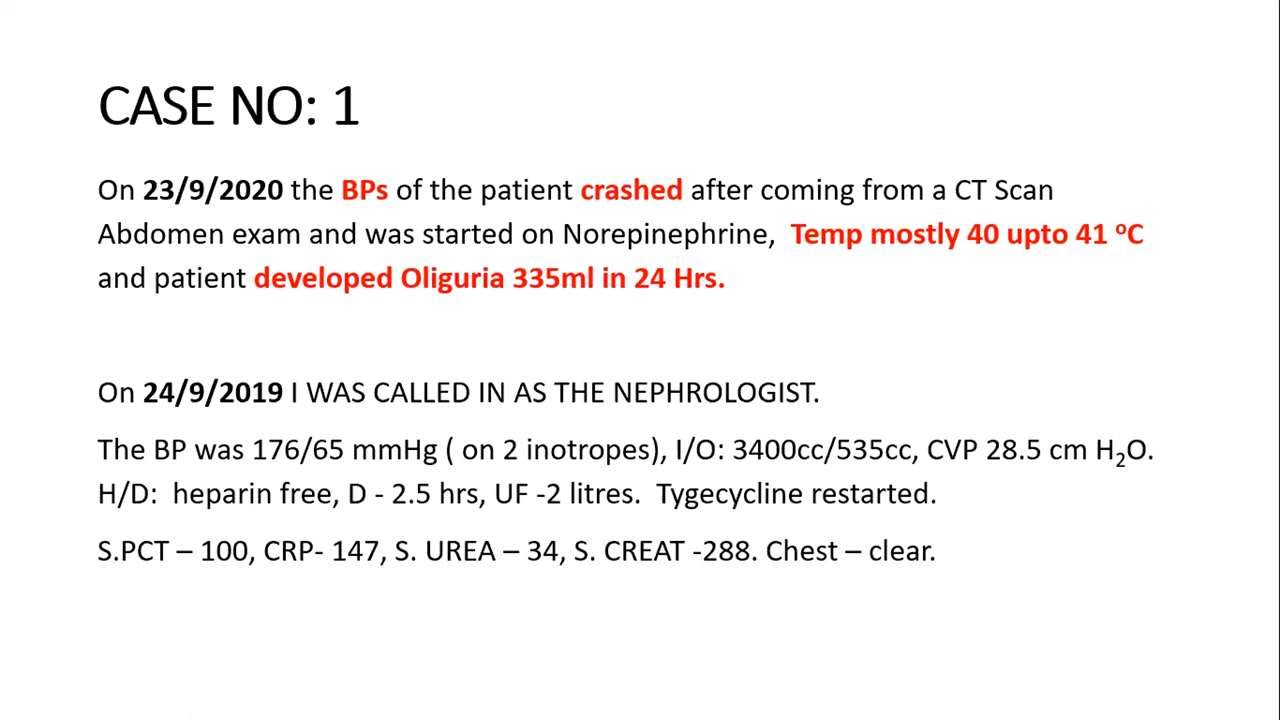 CASE NO: 1
On 23/9/2020 the BPs of the patient crashed after coming from a CT Scan
Abdomen exam and was started on Norepinephrine, Temp mostly 40 upto 41 ºC
and patient developed Oliguria 335ml in 24 Hrs.
On 24/9/2019 I WAS CALLED IN AS THE NEPHROLOGIST.
The BP was 176/65 mmHg ( on 2 inotropes), I/O: 3400cc/535cc, CVP 28.5 cm H₂O.
H/D: heparin free, D - 2.5 hrs, UF -2 litres. Tygecycline restarted.
S.PCT – 100, CRP- 147, S. UREA – 34, S. CREAT -288. Chest – clear.